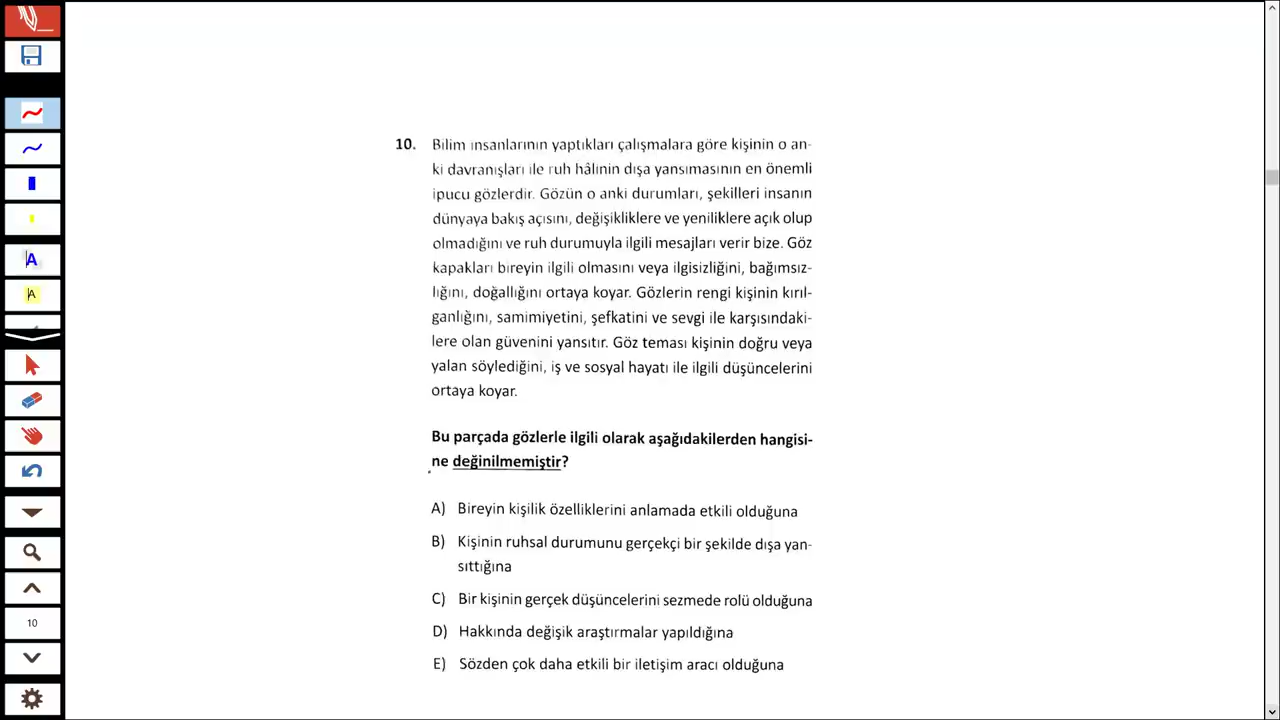 10. Bilim insanlarının yaptıkları çalışmalara göre kişinin o an-
ki davranışları ile ruh hâlinin dışa yansımasının en önemli
ipucu gözlerdir. Gözün o anki durumları, şekilleri insanın
dünyaya bakış açısını, değişikliklere ve yeniliklere açık olup
olmadığını ve ruh durumuyla ilgili mesajları verir bize. Göz
kapakları bireyin ilgili olmasını veya ilgisizliğini, bağımsız-
lığını, doğallığını ortaya koyar. Gözlerin rengi kişinin kırıl-
ganlığını, samimiyetini, şefkatini ve sevgi ile karşısındaki-
lere olan güvenini yansıtır. Göz teması kişinin doğru veya
yalan söylediğini, iş ve sosyal hayatı ile ilgili düşüncelerini
ortaya koyar.
Bu parçada gözlerle ilgili olarak aşağıdakilerden hangisi-
ne değinilmemiştir?
A) Bireyin kişilik özelliklerini anlamada etkili olduğuna
B) Kişinin ruhsal durumunu gerçekçi bir şekilde dışa yan-
sıttığına
C) Bir kişinin gerçek düşüncelerini sezmede rolü olduğuna
D) Hakkında değişik araştırmalar yapıldığına
E) Sözden çok daha etkili bir iletişim aracı olduğuna
A
A
10